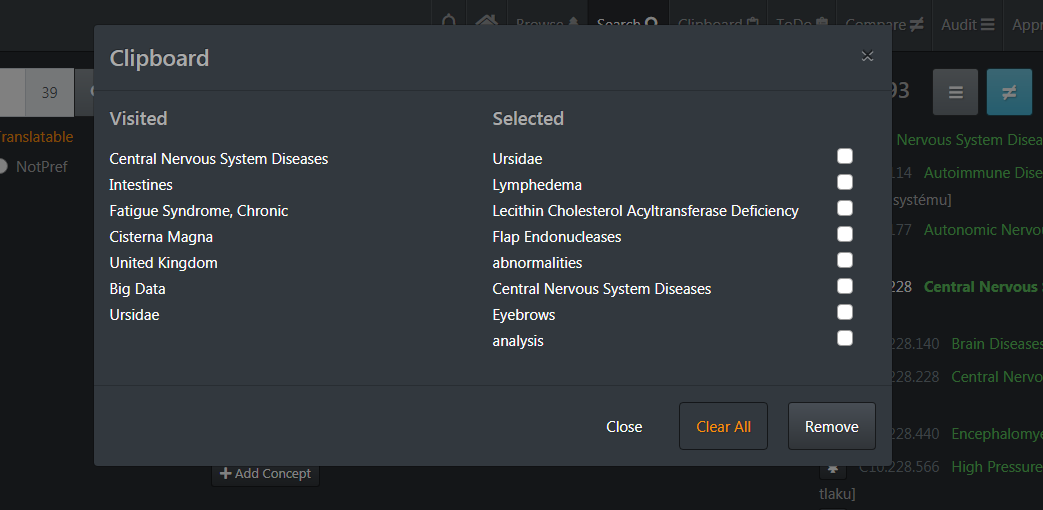 Browse
Search
Clipboard
ToDo
Compare
Audit
Clipboard
39
93
Visited
Selected
Translatable
NotPref
Central Nervous System Diseases
Intestines
Fatigue Syndrome, Chronic
Cisterna Magna
United Kingdom
Big Data
Ursidae
Ursidae
Lymphedema
Lecithin Cholesterol Acyltransferase Deficiency
Flap Endonucleases
abnormalities
Central Nervous System Diseases
Eyebrows
analysis
Nervous System Disea
.114 Autoimmune Dise
systému]
.177 Autonomic Nervo
228 Central Nervous
.228.140 Brain Diseases
.228.228 Central Nervo
.228.440 Encephalomye
C10.228.566 High Pressure
tlaku]
Close
Clear All
Remove
Add Concept